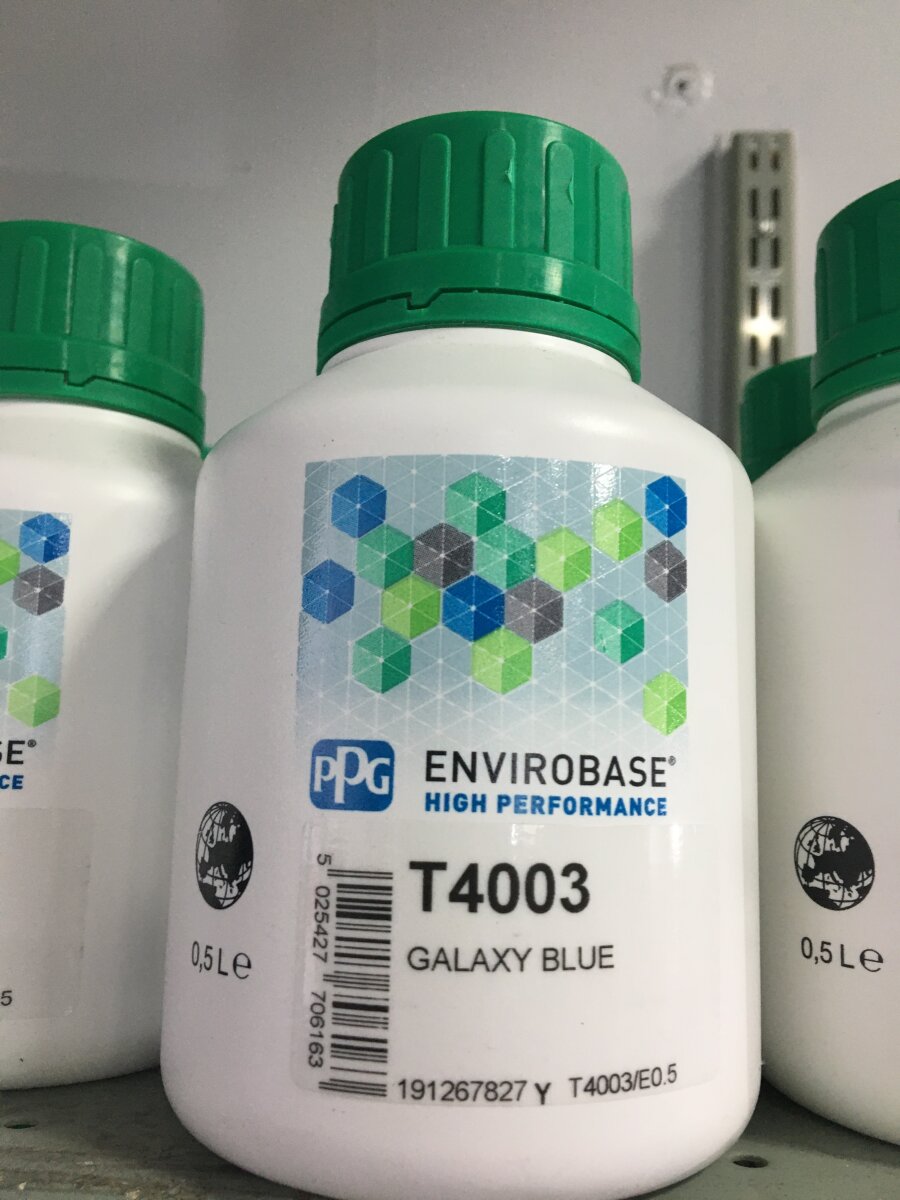 PPG
ENVIROBASE®
HIGH PERFORMANCE
T4003
GALAXY BLUE
5 025427 706163
191267827 Y T4003/E0.5
0,5 L e
SE®
CE
5
0,5 L e